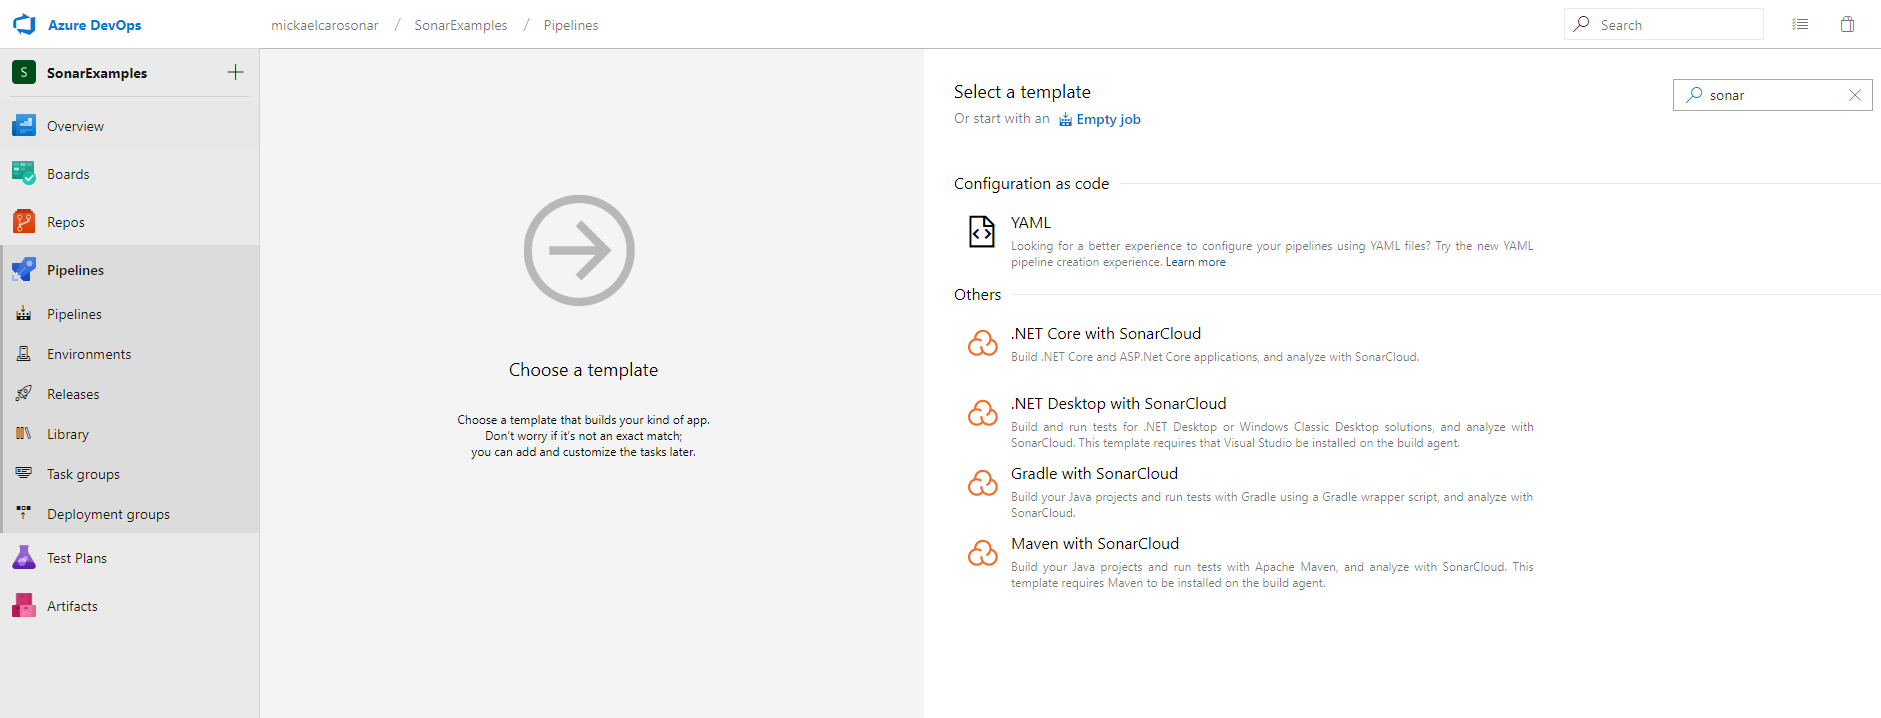 Azure DevOps
mickaelcarosonar / SonarExamples / Pipelines
Search
S SonarExamples
Overview
Boards
Repos
Pipelines
Pipelines
Environments
Releases
Library
Task groups
Deployment groups
Test Plans
Artifacts
Choose a template
Choose a template that builds your kind of app.
Don't worry if it's not an exact match;
you can add and customize the tasks later.
Select a template
sonar
Or start with an Empty job
Configuration as code
YAML
Looking for a better experience to configure your pipelines using YAML files? Try the new YAML
pipeline creation experience. Learn more
Others
.NET Core with SonarCloud
Build .NET Core and ASP.Net Core applications, and analyze with SonarCloud.
.NET Desktop with SonarCloud
Build and run tests for .NET Desktop or Windows Classic Desktop solutions, and analyze with
SonarCloud. This template requires that Visual Studio be installed on the build agent.
Gradle with SonarCloud
Build your Java projects and run tests with Gradle using a Gradle wrapper script, and analyze with
SonarCloud.
Maven with SonarCloud
Build your Java projects and run tests with Apache Maven, and analyze with SonarCloud. This
template requires Maven to be installed on the build agent.